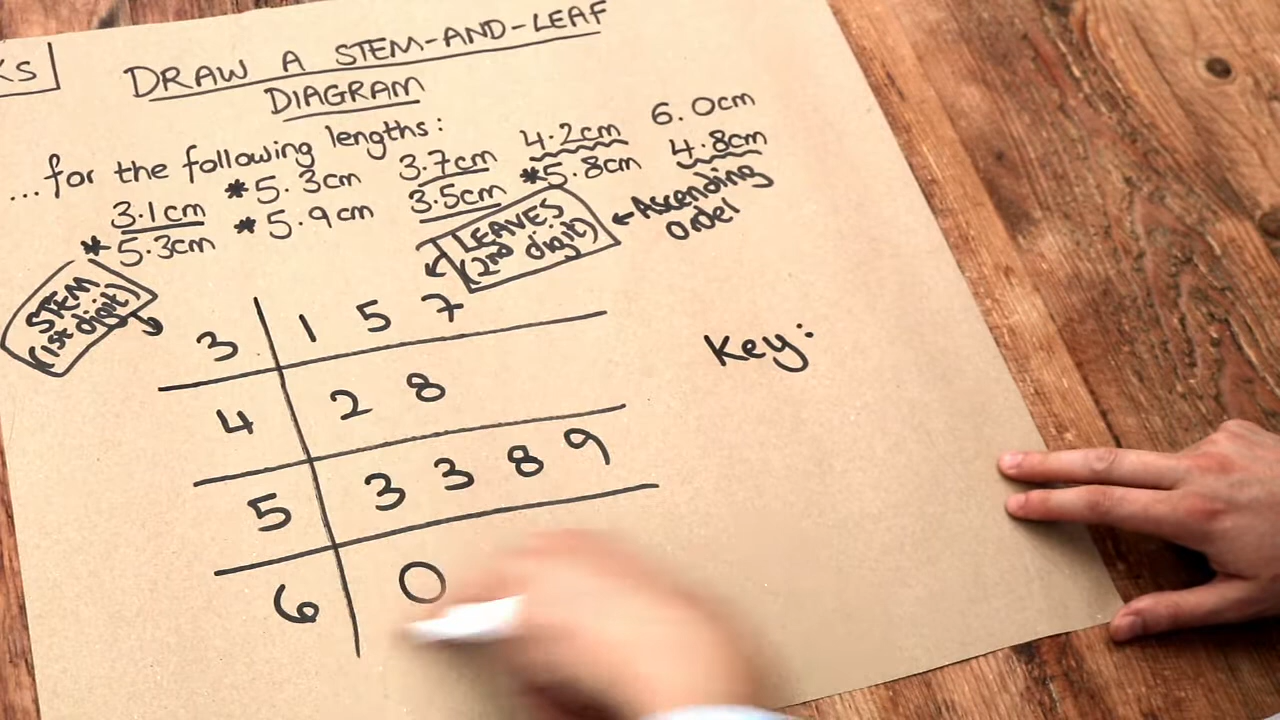 KS
DRAW A STEM-AND-LEAF
DIAGRAM
...for the following lengths:
* 5.3cm 3.7cm 4.2cm 6.0cm
3.1cm * 5.9cm 3.5cm * 5.8cm 4.8cm
* 5.3cm
LEAVES
(2nd digit)
← Ascending
order
STEM
(1st digit)
3 | 1 5 7
4 | 2 8
5 | 3 3 8 9
6 | 0
Key: